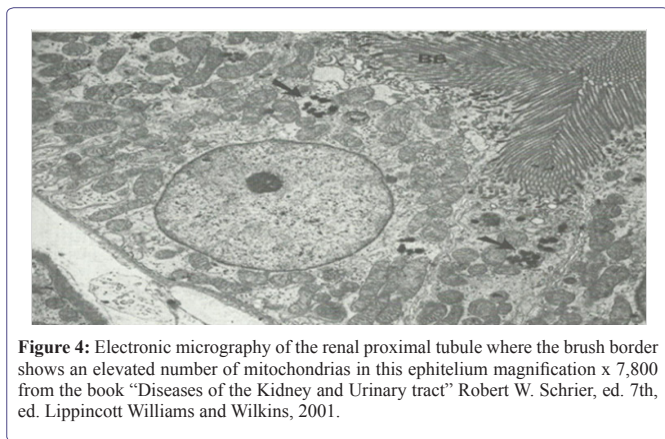 BB
Figure 4: Electronic micrography of the renal proximal tubule where the brush border
shows an elevated number of mitochondrias in this ephitelium magnification x 7,800
from the book “Diseases of the Kidney and Urinary tract” Robert W. Schrier, ed. 7th,
ed. Lippincott Williams and Wilkins, 2001.